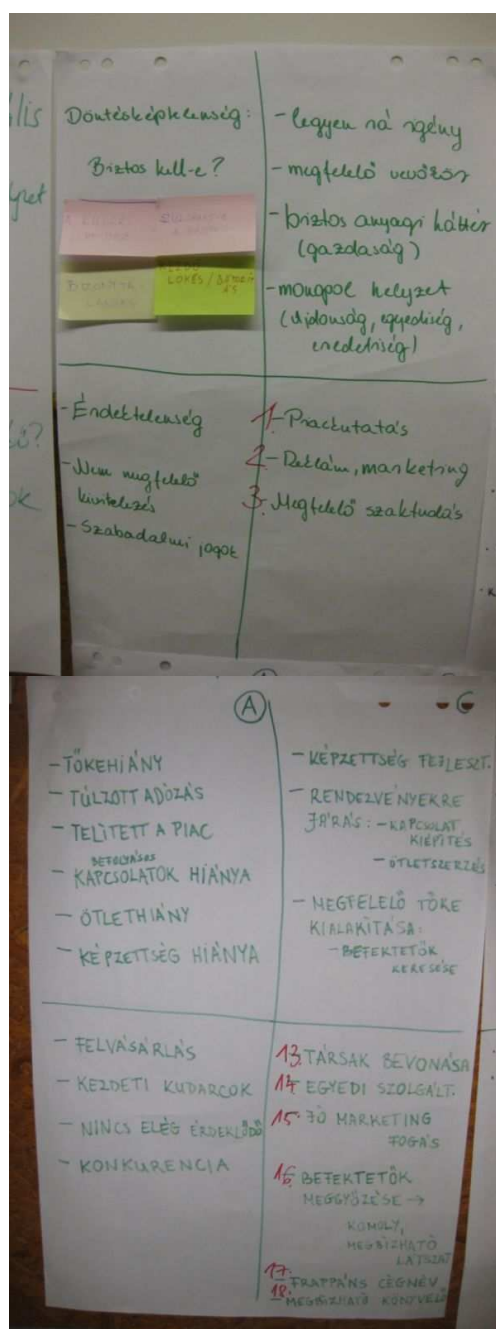 Döntésképtelenség:
Biztos kell-e?
LÖKÉS /
- legyen rá igény
- megfelelő vevőkör
- biztos anyagi háttér
(gazdaság)
- monopol helyzet
(újdonság, egyediség,
eredetiség)
- Érdektelenség
- Nem megfelelő
kivitelezés
- Szabadalmi jogok
1. - Piackutatás
2. - Reklám, marketing
3. - Megfelelő szaktudás
A
- TŐKEHIÁNY
- TÚLZOTT ADÓZÁS
- TELÍTETT A PIAC
BEFOLYÁSOS
- KAPCSOLATOK HIÁNYA
- ÖTLETHIÁNY
- KÉPZETTSÉG HIÁNYA
- KÉPZETTSÉG FEJLESZT.
- RENDEZVÉNYEKRE
JÁRÁS: - KAPCSOLAT
KIÉPÍTÉS
- ÖTLETSZERZÉS
- MEGFELELŐ TŐKE
KIALAKÍTÁSA:
- BEFEKTETŐK
KERESÉSE
- FELVÁSÁRLÁS
- KEZDETI KUDARCOK
- NINCS ELÉG ÉRDEKLŐDŐ
- KONKURENCIA
13. TÁRSAK BEVONÁSA
14. EGYEDI SZOLGÁLT.
15. JÓ MARKETING
FOGÁS
16. BEFEKTETŐK
MEGGYŐZÉSE →
KOMOLY,
MEGBÍZHATÓ
LÁTSZAT
17. - FRAPPÁNS CÉGNÉV
18. - MEGBÍZHATÓ KÖNYVELŐ